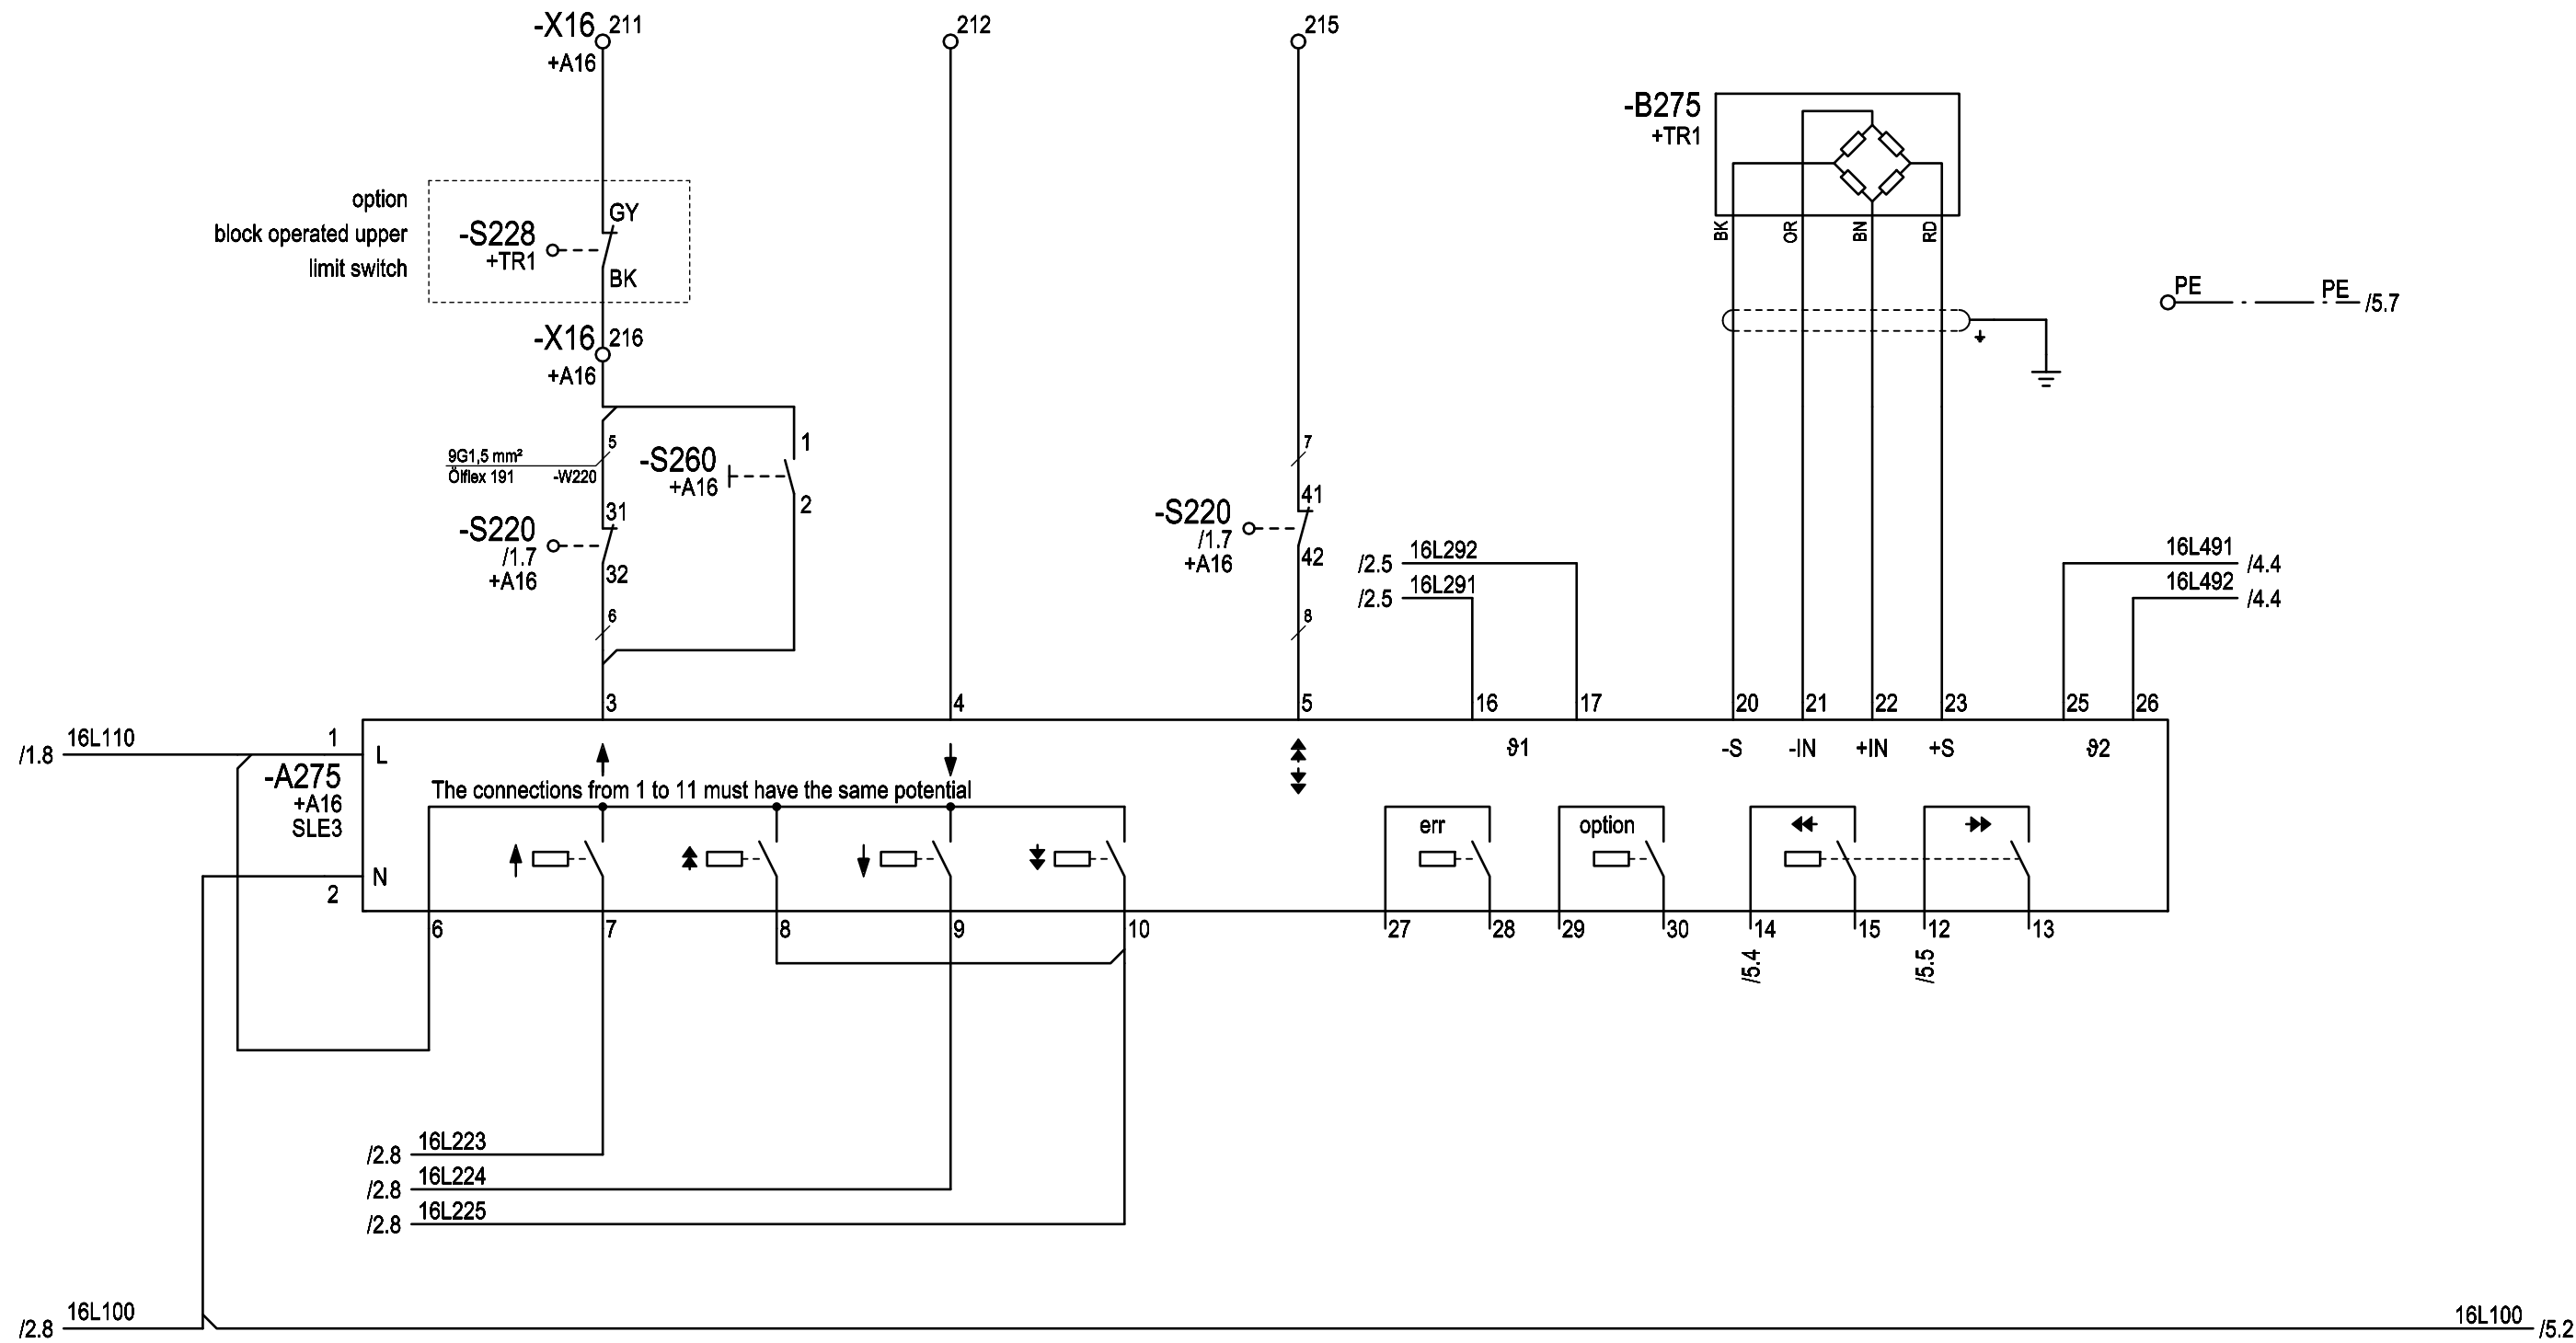 -X16 211
+A16
212
215
-B275
+TR1
BK OR BN RD
PE PE /5.7
option
block operated upper
limit switch
-S228
+TR1
GY
BK
-X16 216
+A16
5
9G1,5 mm²
Ölflex 191 -W220
-S260
+A16
1
2
31
-S220
/1.7
+A16
32
6
7
41
-S220
/1.7
+A16
42
8
/2.5 16L292
/2.5 16L291
16L491 /4.4
16L492 /4.4
3 4 5 16 17 20 21 22 23 25 26
/1.8 16L110 1 L
ϑ1 -S -IN +IN +S ϑ2
-A275
+A16
SLE3
The connections from 1 to 11 must have the same potential
err option
N
2
6 7 8 9 10 27 28 29 30 14 15 12 13
/5.4 /5.5
/2.8 16L223
/2.8 16L224
/2.8 16L225
/2.8 16L100 16L100 /5.2